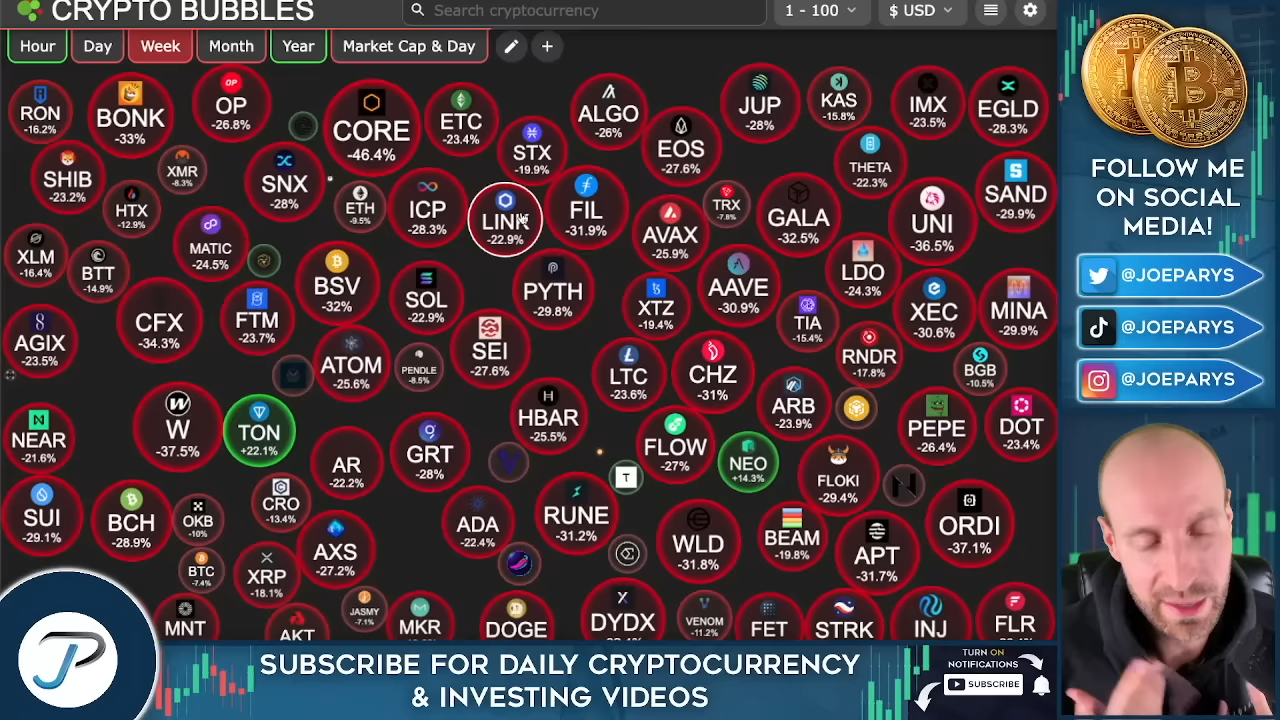 CRYPTO BUBBLES
Search cryptocurrency
1 - 100
$ USD
Hour
Day
Week
Month
Year
Market Cap & Day
RON
-16.2%
BONK
-33%
OP
OP
-26.8%
CORE
-46.4%
ETC
-23.4%
STX
-19.9%
ALGO
-26%
EOS
-27.6%
JUP
-28%
KAS
-15.8%
IMX
-23.5%
EGLD
-28.3%
SHIB
-23.2%
XMR
-8.3%
HTX
-12.9%
SNX
-28%
ETH
-9.5%
ICP
-28.3%
LINK
-22.9%
FIL
-31.9%
AVAX
-25.9%
TRX
-7.8%
GALA
-32.5%
THETA
-22.3%
UNI
-36.5%
SAND
-29.9%
XLM
-16.4%
BTT
-14.9%
MATIC
-24.5%
BSV
-32%
SOL
-22.9%
PYTH
-29.8%
XTZ
-19.4%
AAVE
-30.9%
TIA
-15.4%
LDO
-24.3%
XEC
-30.6%
MINA
-29.9%
AGIX
-23.5%
CFX
-34.3%
FTM
-23.7%
ATOM
-25.6%
PENDLE
-8.5%
SEI
-27.6%
LTC
-23.6%
CHZ
-31%
RNDR
-17.8%
BGB
-10.5%
NEAR
-21.6%
W
-37.5%
TON
+22.1%
AR
-22.2%
GRT
-28%
HBAR
-25.5%
FLOW
-27%
NEO
+14.3%
ARB
-23.9%
PEPE
-26.4%
DOT
-23.4%
SUI
-29.1%
BCH
-28.9%
OKB
-10%
CRO
-13.4%
AXS
-27.2%
ADA
-22.4%
RUNE
-31.2%
WLD
-31.8%
BEAM
-19.8%
FLOKI
-29.4%
APT
-31.7%
ORDI
-37.1%
BTC
-7.4%
XRP
-18.1%
MNT
AKT
JASMY
-7.1%
MKR
DOGE
DYDX
VENOM
-11.2%
FET
STRK
INJ
FLR
FOLLOW ME
ON SOCIAL
MEDIA!
@JOEPARYS
@JOEPARYS
@JOEPARYS
SUBSCRIBE FOR DAILY CRYPTOCURRENCY
& INVESTING VIDEOS
TURN ON
NOTIFICATIONS
SUBSCRIBE